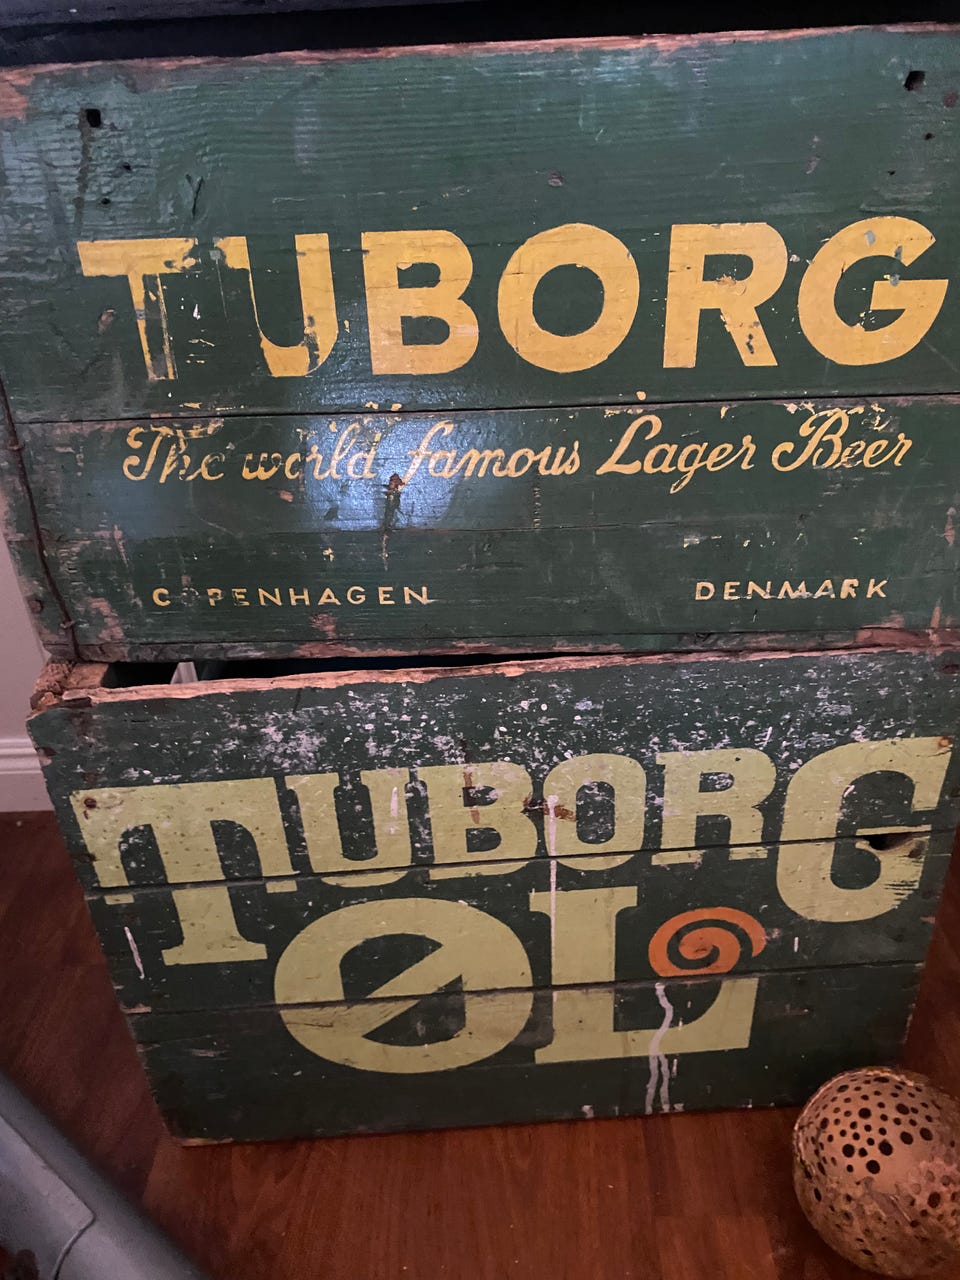 TUBORG
The world famous Lager Beer
COPENHAGEN DENMARK
TUBORG
ØL